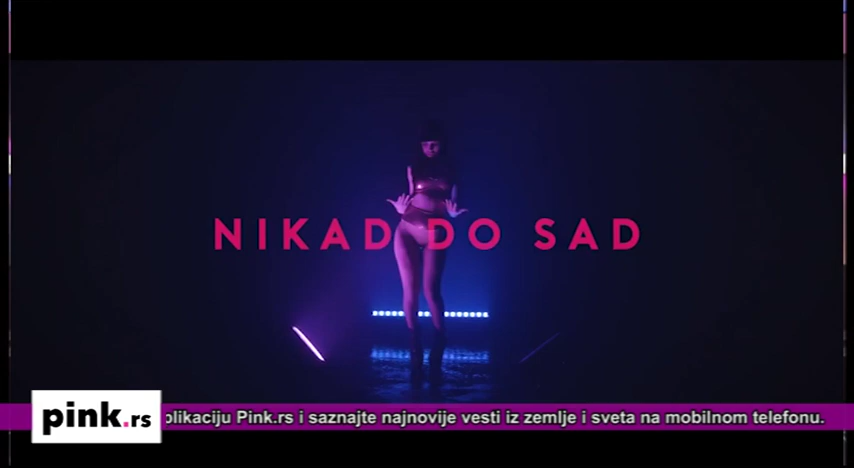 NIKAD DO SAD
pink.rs
plikaciju Pink.rs i saznajte najnovije vesti iz zemlje i sveta na mobilnom telefonu.